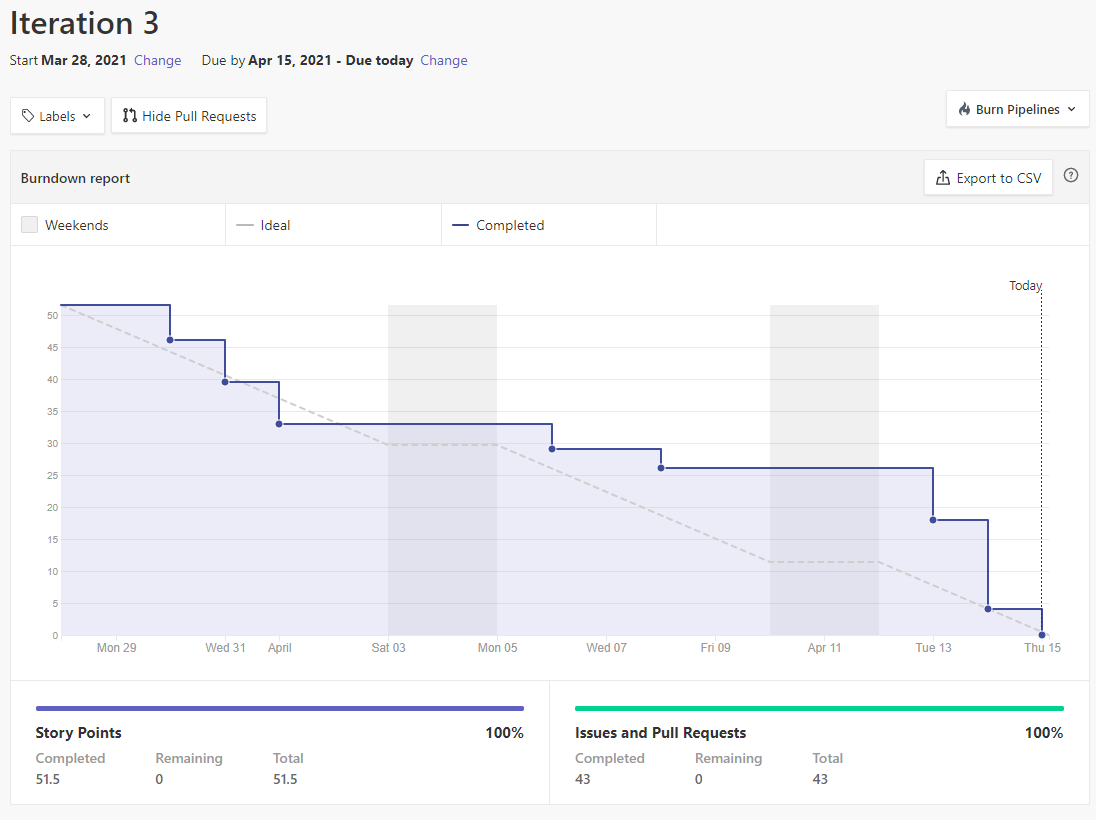 Iteration 3
Start Mar 28, 2021 Change Due by Apr 15, 2021 - Due today Change
Labels Hide Pull Requests Burn Pipelines
Burndown report Export to CSV ?
Weekends Ideal Completed
Today
50
45
40
35
30
25
20
15
10
5
0
Mon 29 Wed 31 April Sat 03 Mon 05 Wed 07 Fri 09 Apr 11 Tue 13 Thu 15
Story Points 100% Issues and Pull Requests 100%
Completed Remaining Total Completed Remaining Total
51.5 0 51.5 43 0 43